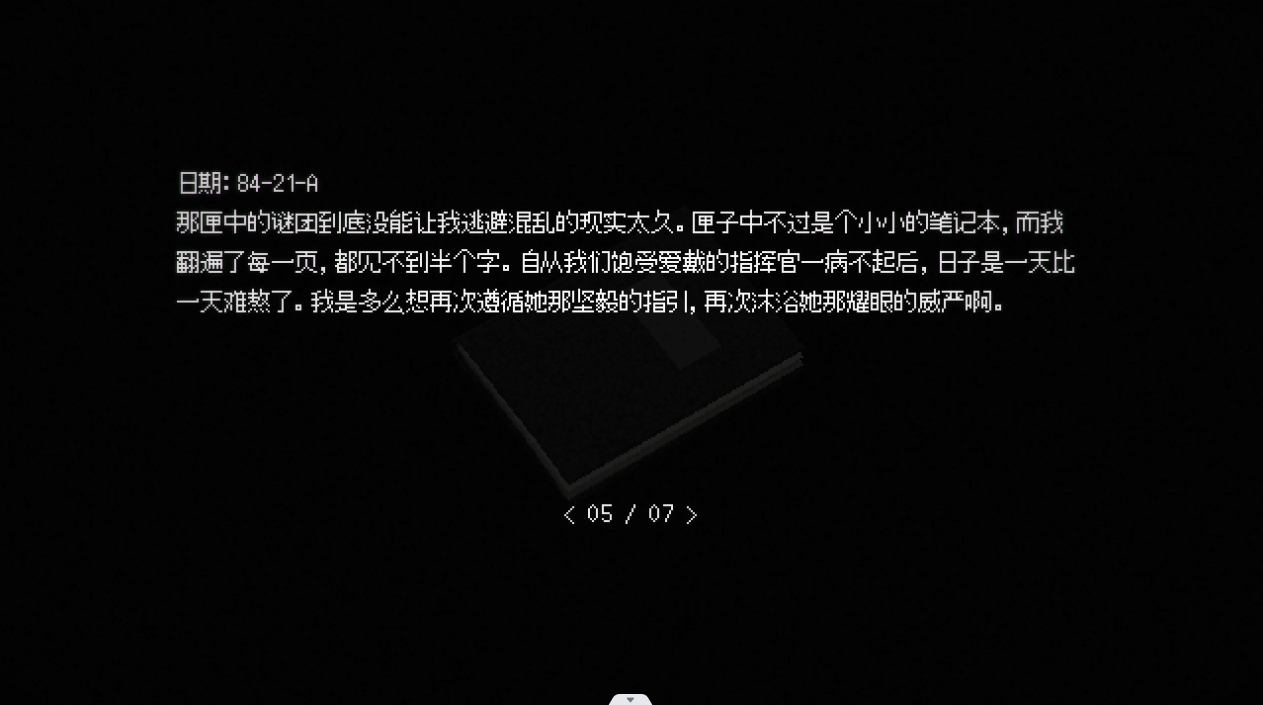 日期: 84-21-A
那匣中的谜团到底没能让我逃避混乱的现实太久。匣子中不过是个小小的笔记本, 而我
翻遍了每一页, 都见不到半个字。自从我们饱受爱戴的指挥官一病不起后, 日子是一天比
一天难熬了。我是多么想再次遵循她那坚毅的指引, 再次沐浴她那耀眼的威严啊。
< 05 / 07 >